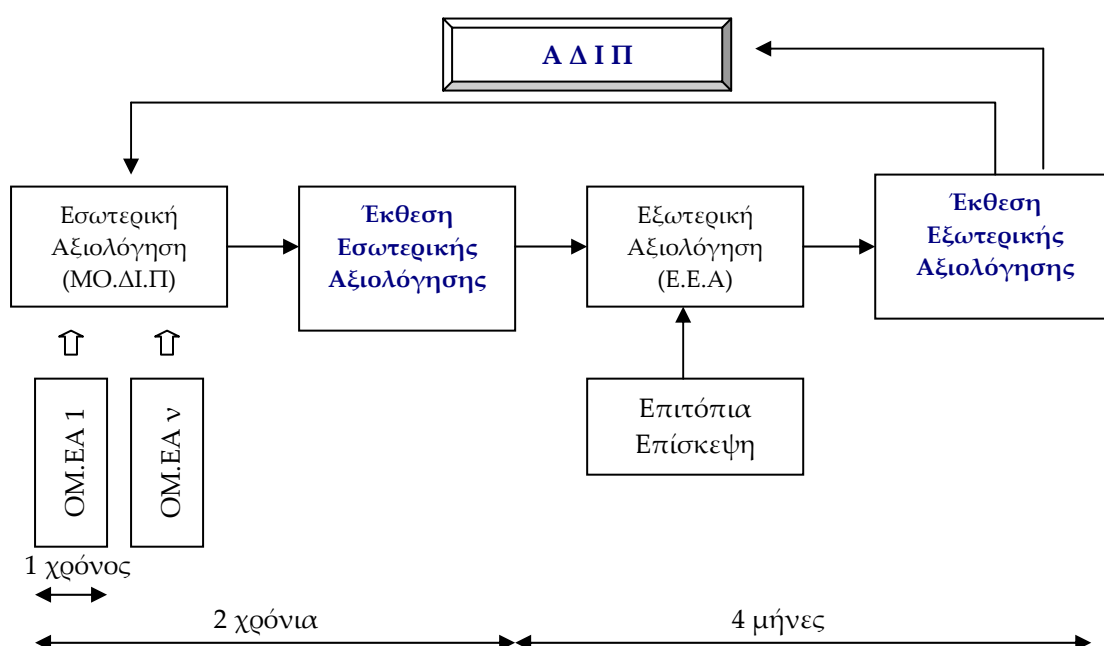 Α Δ Ι Π
Εσωτερική
Αξιολόγηση
(ΜΟ.ΔΙ.Π)
Έκθεση
Εσωτερικής
Αξιολόγησης
Εξωτερική
Αξιολόγηση
(Ε.Ε.Α)
Έκθεση
Εξωτερικής
Αξιολόγησης
ΟΜ.ΕΑ 1
ΟΜ.ΕΑ ν
Επιτόπια
Επίσκεψη
1 χρόνος
2 χρόνια
4 μήνες